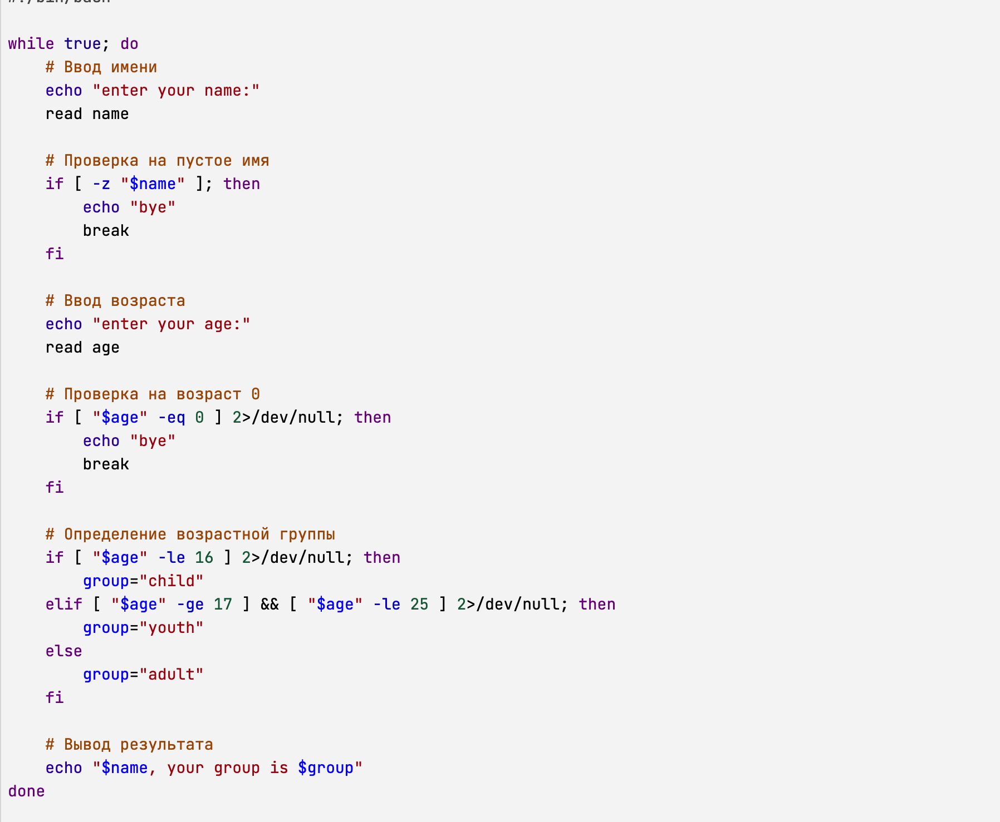 #!/bin/bash
while true; do
    # Ввод имени
    echo "enter your name:"
    read name
    # Проверка на пустое имя
    if [ -z "$name" ]; then
        echo "bye"
        break
    fi
    # Ввод возраста
    echo "enter your age:"
    read age
    # Проверка на возраст 0
    if [ "$age" -eq 0 ] 2>/dev/null; then
        echo "bye"
        break
    fi
    # Определение возрастной группы
    if [ "$age" -le 16 ] 2>/dev/null; then
        group="child"
    elif [ "$age" -ge 17 ] && [ "$age" -le 25 ] 2>/dev/null; then
        group="youth"
    else
        group="adult"
    fi
    # Вывод результата
    echo "$name, your group is $group"
done